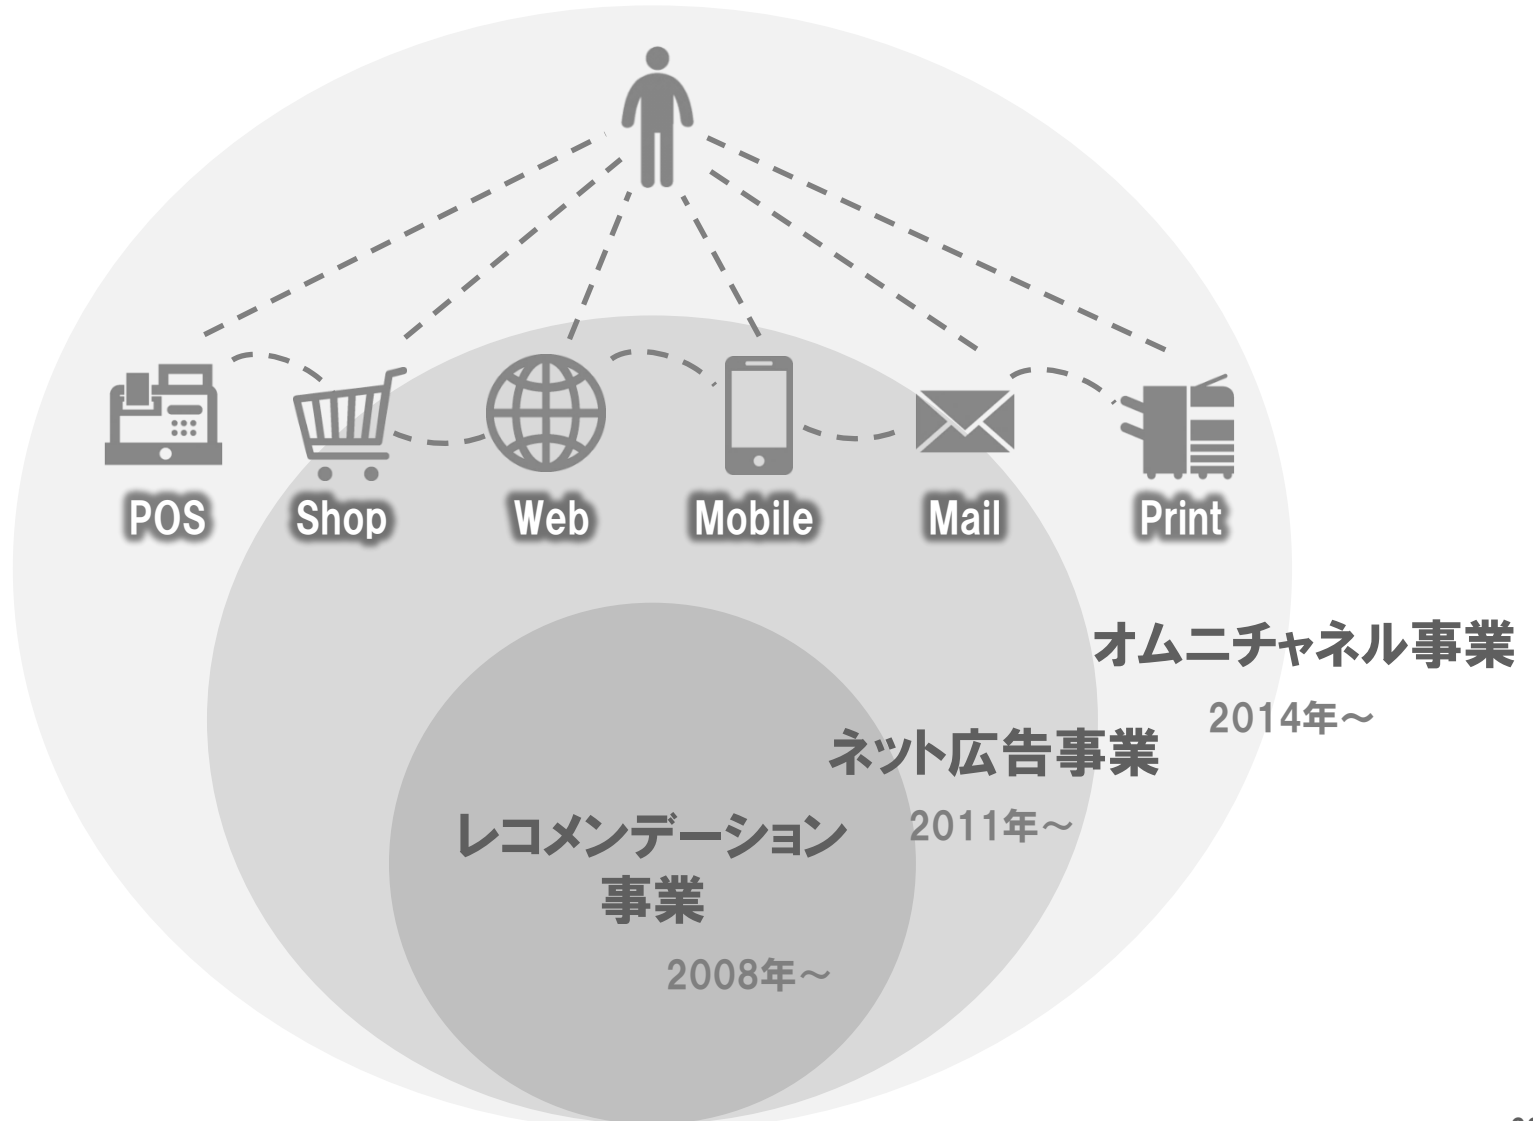 POS
Shop
Web
Mobile
Mail
Print
オムニチャネル事業
2014年～
ネット広告事業
2011年～
レコメンデーション
事業
2008年～